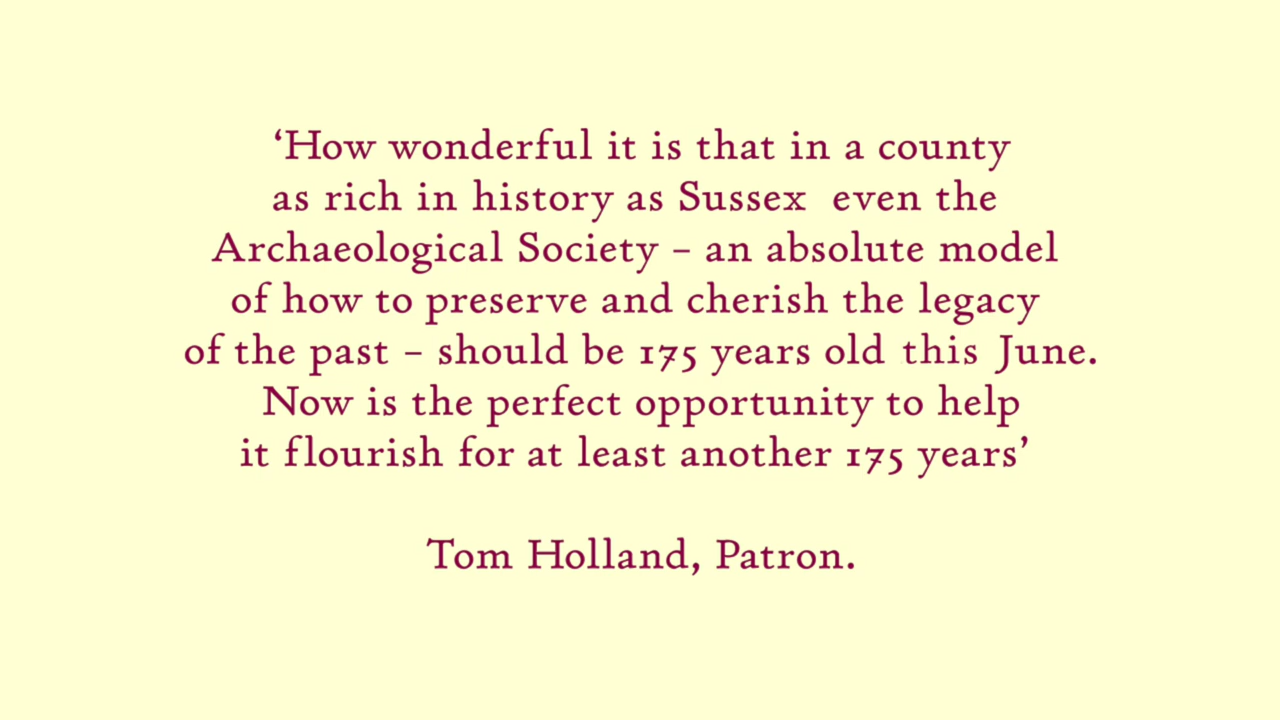 ‘How wonderful it is that in a county
as rich in history as Sussex  even the
Archaeological Society – an absolute model
of how to preserve and cherish the legacy
of the past – should be 175 years old this June.
Now is the perfect opportunity to help
it flourish for at least another 175 years’
Tom Holland, Patron.